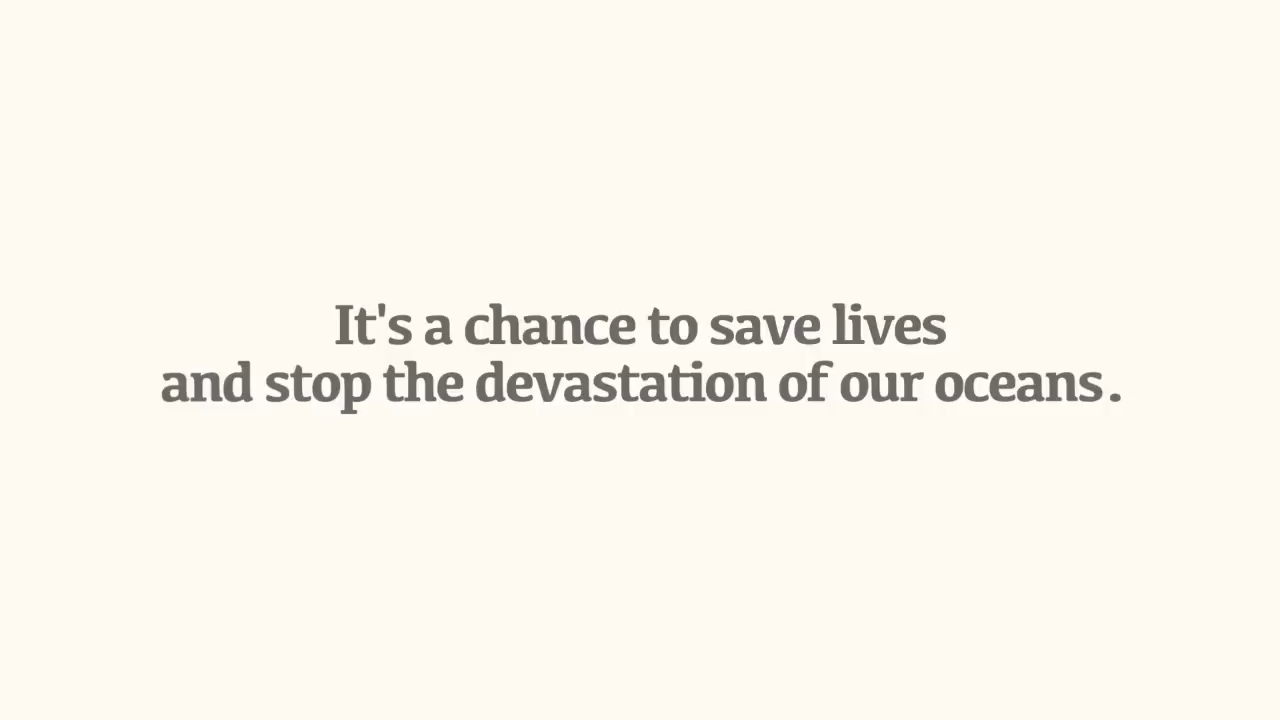 It's a chance to save lives
and stop the devastation of our oceans.